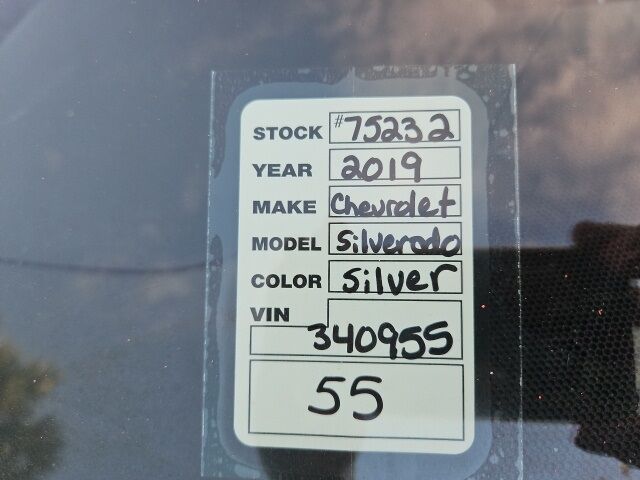 STOCK #75232
YEAR 2019
MAKE Chevrolet
MODEL Silverado
COLOR Silver
VIN
340955
55